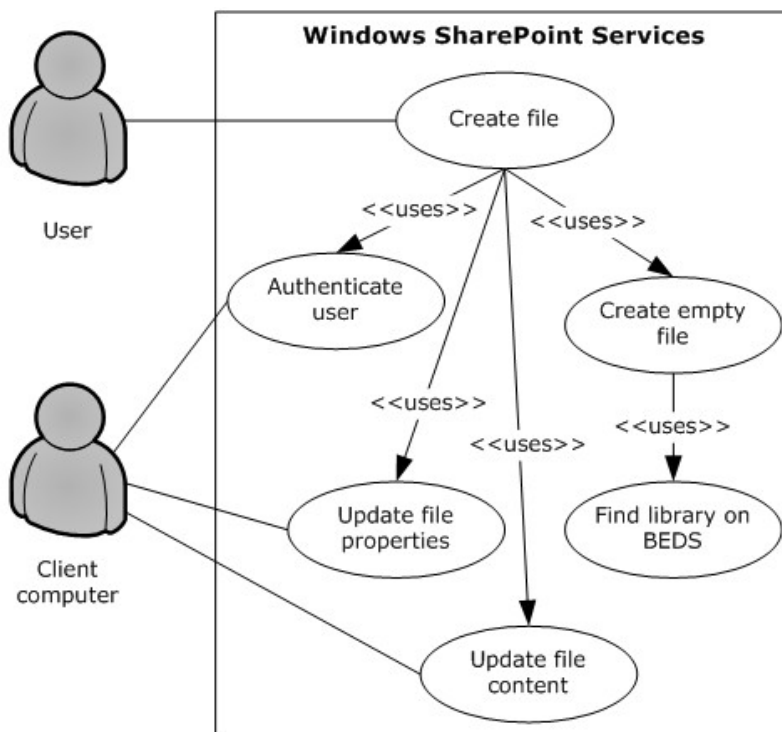 Windows SharePoint Services
Create file
User
<<uses>>
<<uses>>
Authenticate
user
Create empty
file
<<uses>>
<<uses>>
<<uses>>
Update file
properties
Find library on
BEDS
Client
computer
Update file
content